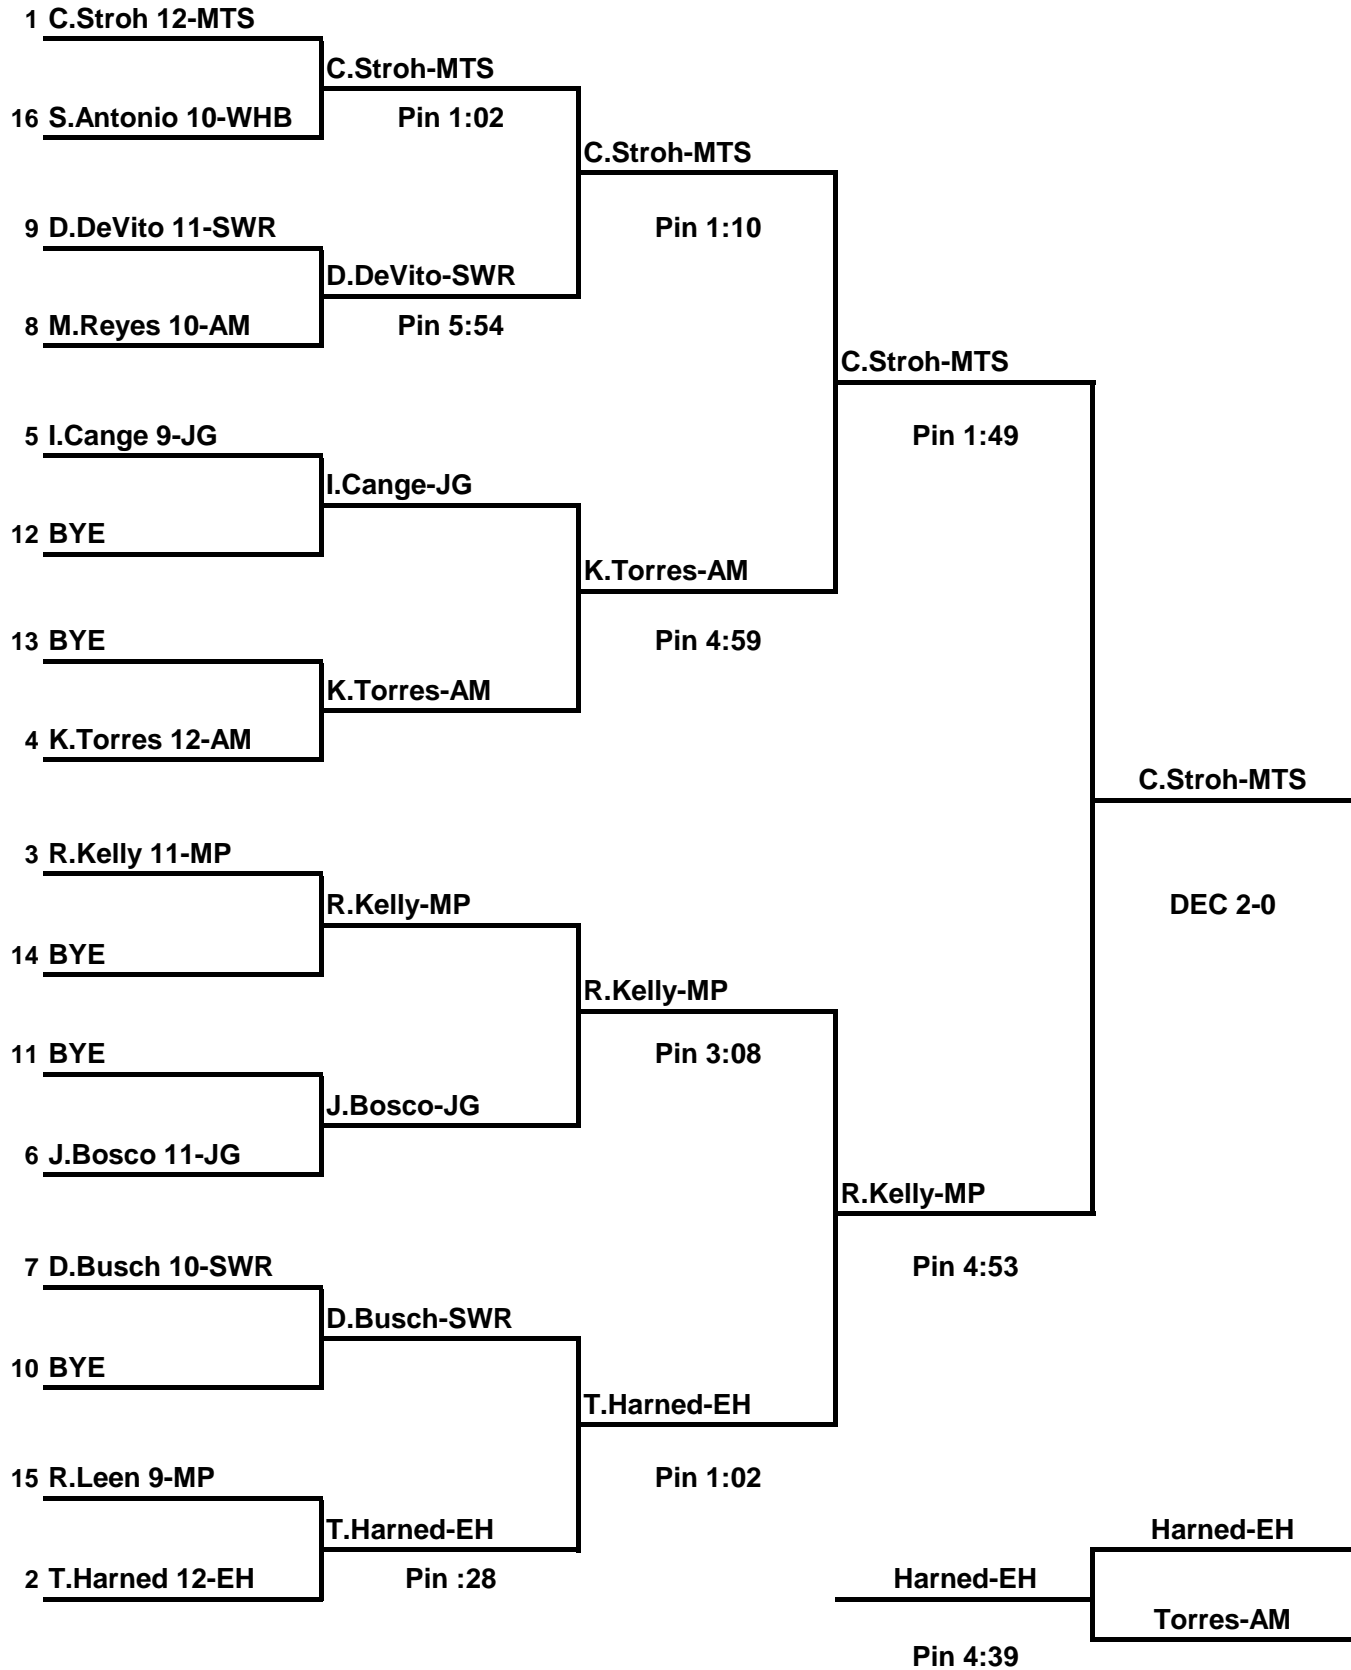 1 C.Stroh 12-MTS
C.Stroh-MTS
16 S.Antonio 10-WHB
Pin 1:02
C.Stroh-MTS
9 D.DeVito 11-SWR
Pin 1:10
D.DeVito-SWR
8 M.Reyes 10-AM
Pin 5:54
C.Stroh-MTS
5 I.Cange 9-JG
Pin 1:49
I.Cange-JG
12 BYE
K.Torres-AM
13 BYE
Pin 4:59
K.Torres-AM
4 K.Torres 12-AM
C.Stroh-MTS
3 R.Kelly 11-MP
R.Kelly-MP
DEC 2-0
14 BYE
R.Kelly-MP
11 BYE
Pin 3:08
J.Bosco-JG
6 J.Bosco 11-JG
R.Kelly-MP
7 D.Busch 10-SWR
Pin 4:53
D.Busch-SWR
10 BYE
T.Harned-EH
15 R.Leen 9-MP
Pin 1:02
T.Harned-EH
Harned-EH
2 T.Harned 12-EH
Pin :28
Harned-EH
Torres-AM
Pin 4:39